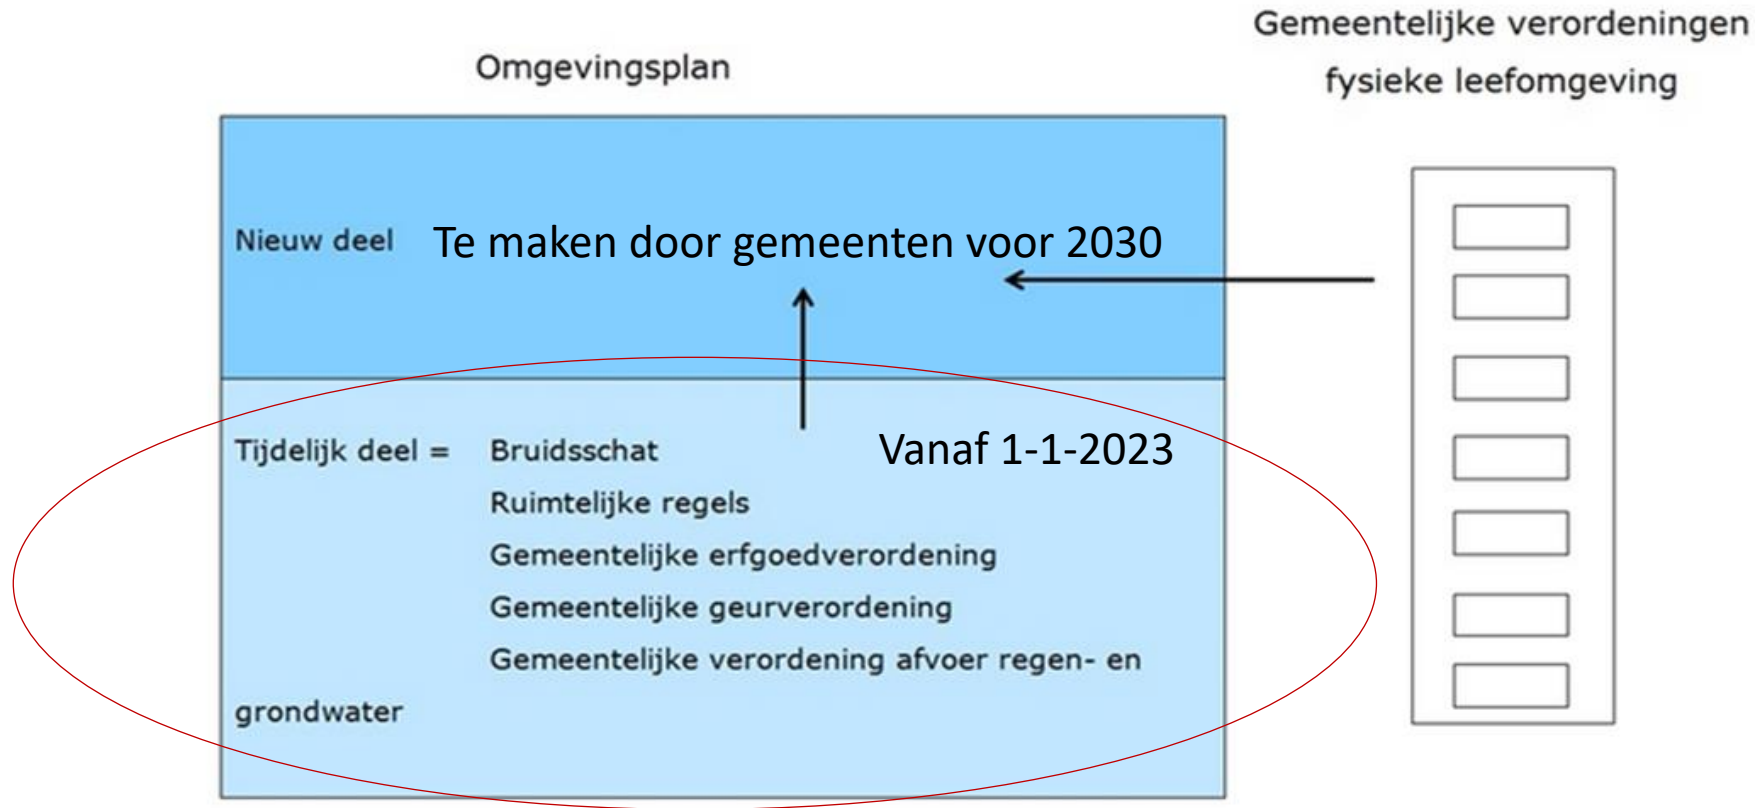 Omgevingsplan
Gemeentelijke verordeningen
fysieke leefomgeving
Nieuw deel Te maken door gemeenten voor 2030
Tijdelijk deel = Bruidsschat Vanaf 1-1-2023
Ruimtelijke regels
Gemeentelijke erfgoedverordening
Gemeentelijke geurverordening
Gemeentelijke verordening afvoer regen- en
grondwater